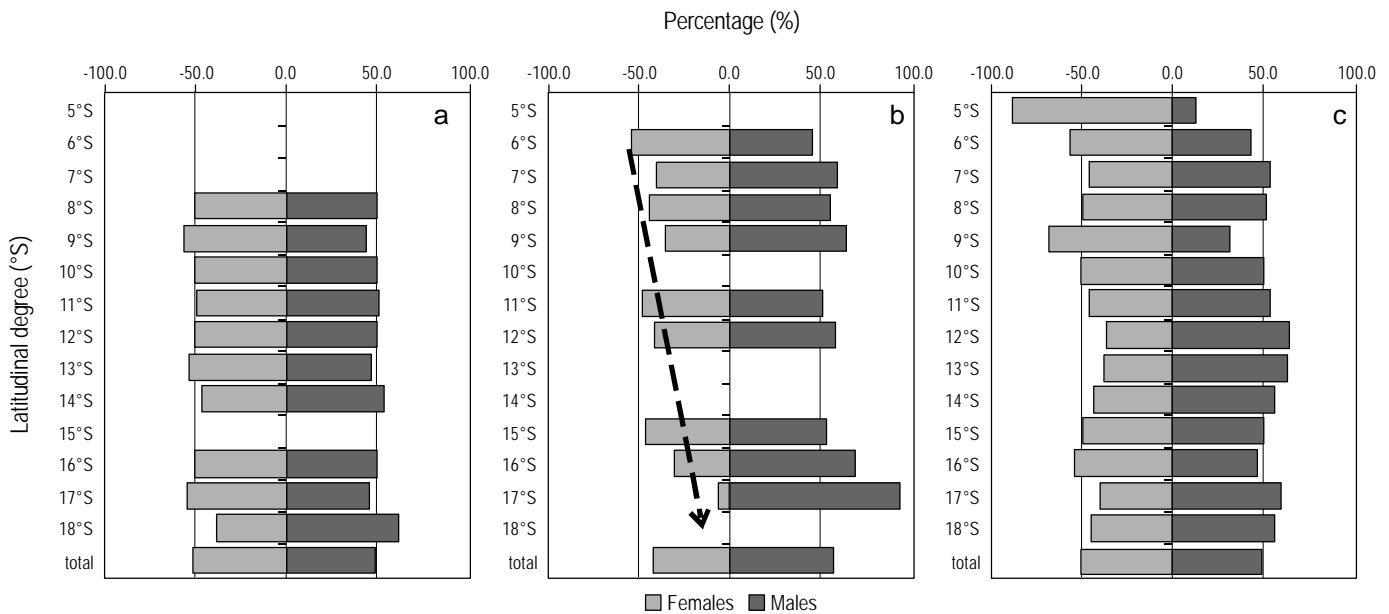 Percentage (%)
-100.0 -50.0 0.0 50.0 100.0 -100.0 -50.0 0.0 50.0 100.0 -100.0 -50.0 0.0 50.0 100.0
Latitudinal degree (°S)
5°S a 5°S b 5°S c
6°S 6°S 6°S
7°S 7°S 7°S
8°S 8°S 8°S
9°S 9°S 9°S
10°S 10°S 10°S
11°S 11°S 11°S
12°S 12°S 12°S
13°S 13°S 13°S
14°S 14°S 14°S
15°S 15°S 15°S
16°S 16°S 16°S
17°S 17°S 17°S
18°S 18°S 18°S
total total total
Females Males